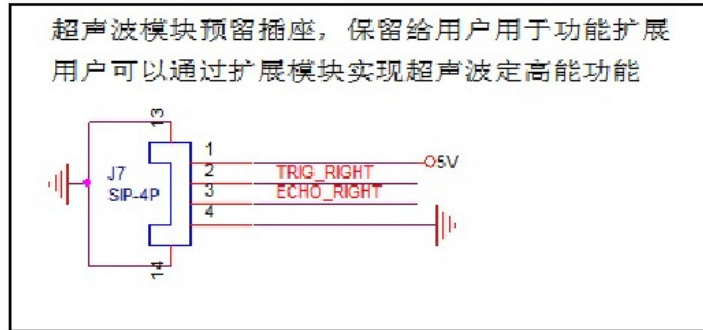 超声波模块预留插座，保留给用户用于功能扩展
用户可以通过扩展模块实现超声波定高能功能
13
1
5V
J7
2
TRIG_RIGHT
SIP-4P
3
ECHO_RIGHT
4
14